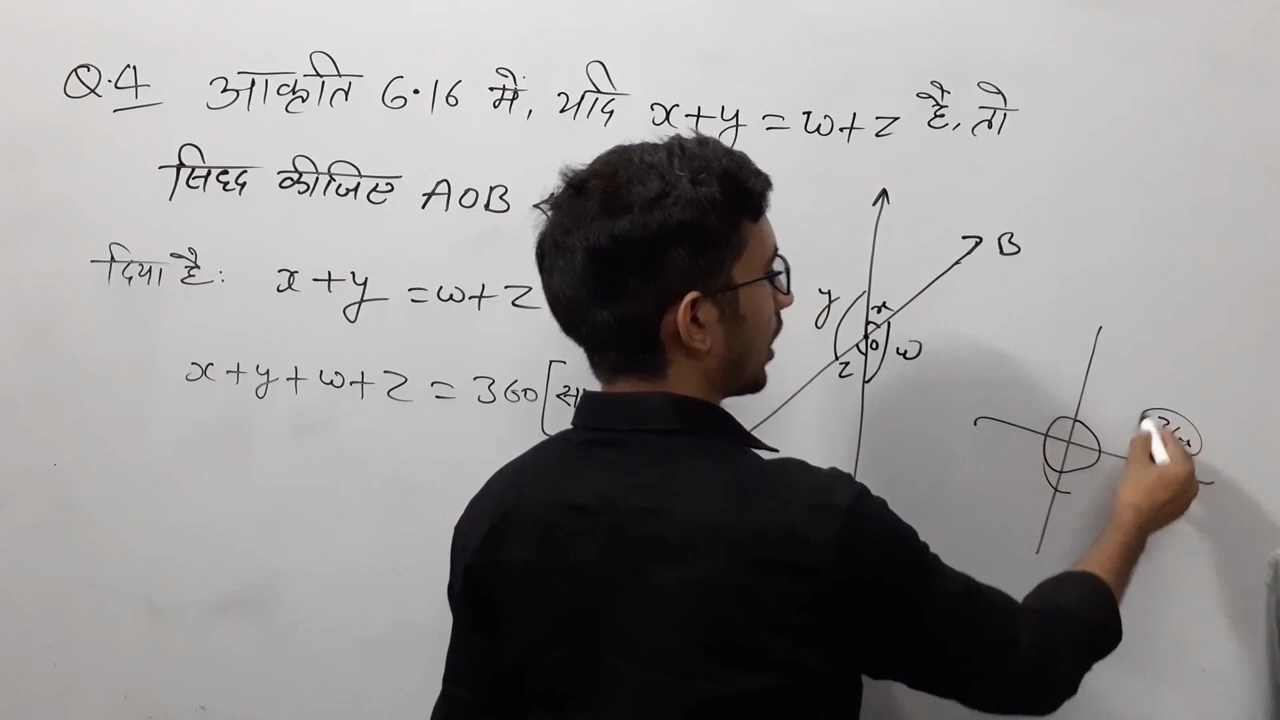 Q.4 आकृति 6.16 में, यदि x+y = w+z है, तो
सिध्द कीजिए AOB
दिया है: x+y = w+z
x+y+w+z = 360 [
B
y x
O w
z